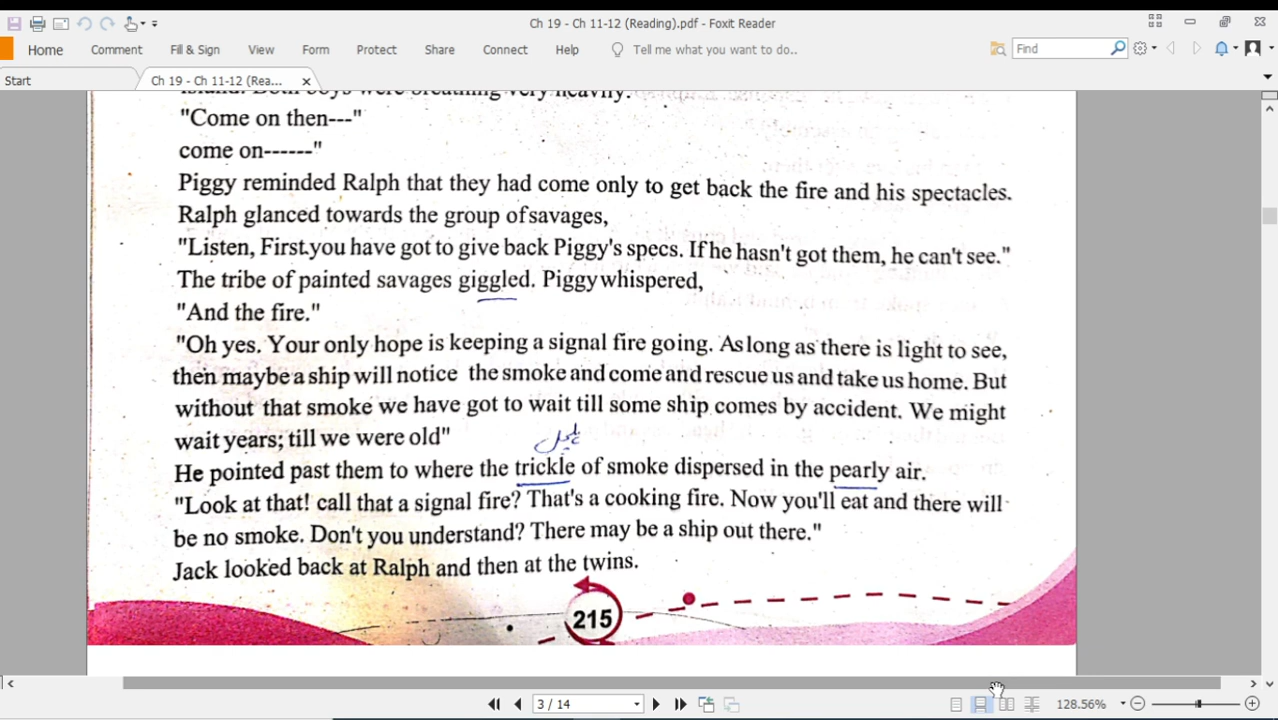 Ch 19 - Ch 11-12 (Reading).pdf - Foxit Reader
Home Comment Fill & Sign View Form Protect Share Connect Help Tell me what you want to do.. Find
Start Ch 19 - Ch 11-12 (Rea...
island. Both boys were breathing very heavily.
"Come on then---"
come on------"
Piggy reminded Ralph that they had come only to get back the fire and his spectacles.
Ralph glanced towards the group of savages,
"Listen, First.you have got to give back Piggy's specs. If he hasn't got them, he can't see."
The tribe of painted savages giggled. Piggy whispered,
"And the fire."
"Oh yes. Your only hope is keeping a signal fire going. As long as there is light to see,
then maybe a ship will notice the smoke and come and rescue us and take us home. But
without that smoke we have got to wait till some ship comes by accident. We might
wait years; till we were old"
He pointed past them to where the trickle of smoke dispersed in the pearly air.
"Look at that! call that a signal fire? That's a cooking fire. Now you'll eat and there will
be no smoke. Don't you understand? There may be a ship out there."
Jack looked back at Ralph and then at the twins.
215
3 / 14
128.56%